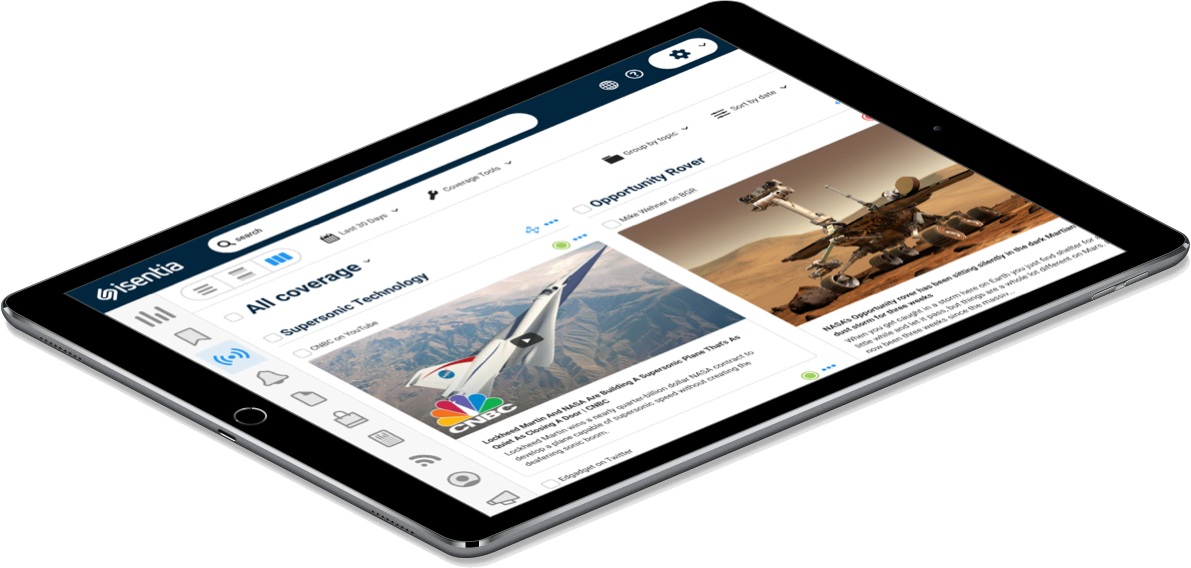 isentia
search
Last 30 Days
Coverage Tools
Group by topic
Sort by date
All coverage
Supersonic Technology
CNBC on YouTube
CNBC
Lockheed Martin And NASA Are Building A Supersonic Plane That's As
Quiet As Closing A Door | CNBC
Lockheed Martin wins a nearly quarter-billion dollar NASA contract to
develop a plane capable of supersonic speed without creating the
deafening sonic boom.
Edgadget on Twitter
Opportunity Rover
Mike Wehner on BGR
NASA's Opportunity rover has been sitting silently in the dark Martian
dust storm for three weeks
When you get caught in a storm here on Earth you just find shelter for a
little while and let it pass, but things are a whole lot different on Mars.
now been three weeks since the massive...